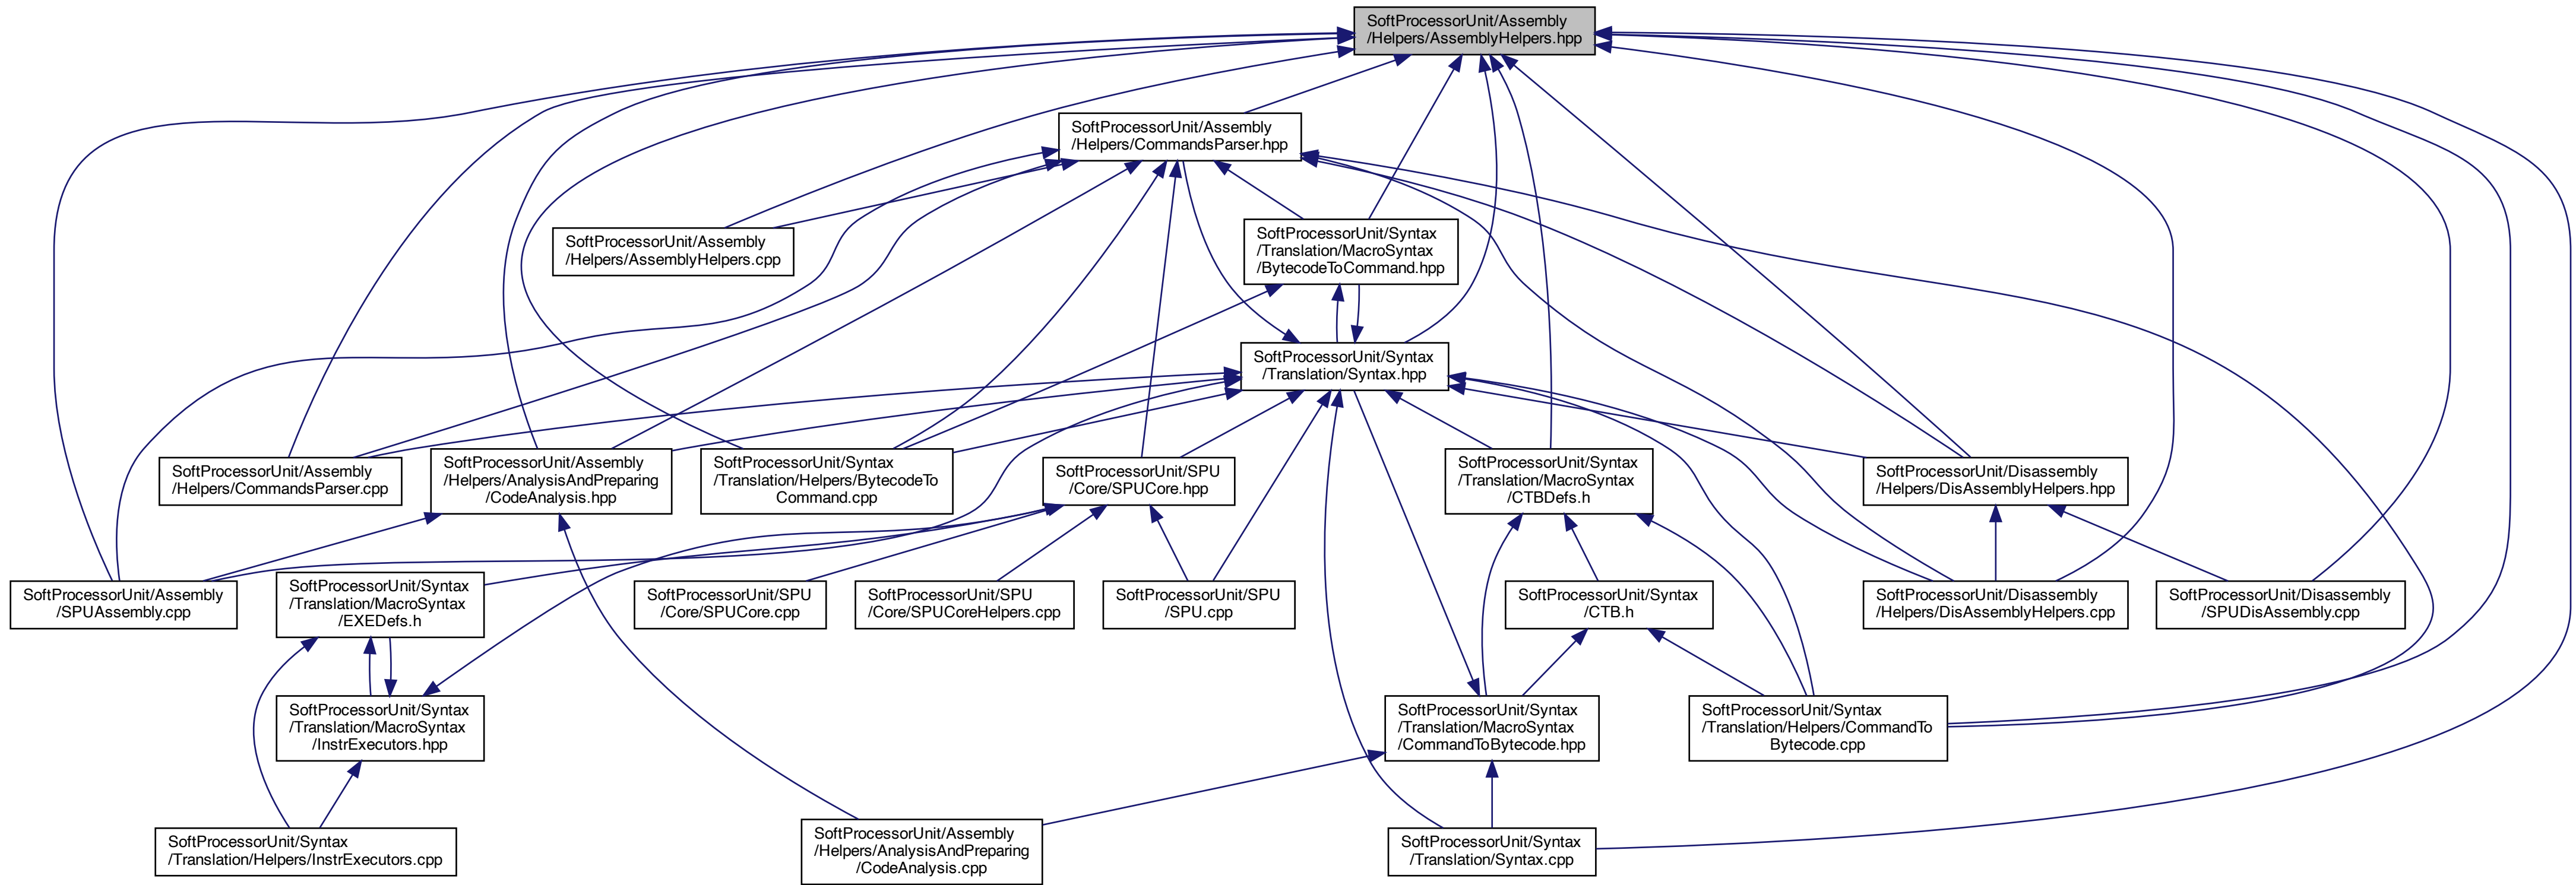 SoftProcessorUnit/Assembly
/Helpers/AssemblyHelpers.hpp
SoftProcessorUnit/Assembly
/Helpers/CommandsParser.hpp
SoftProcessorUnit/Assembly
/Helpers/AssemblyHelpers.cpp
SoftProcessorUnit/Syntax
/Translation/MacroSyntax
/BytecodeToCommand.hpp
SoftProcessorUnit/Syntax
/Translation/Syntax.hpp
SoftProcessorUnit/Assembly
/Helpers/CommandsParser.cpp
SoftProcessorUnit/Assembly
/Helpers/AnalysisAndPreparing
/CodeAnalysis.hpp
SoftProcessorUnit/Syntax
/Translation/Helpers/BytecodeTo
Command.cpp
SoftProcessorUnit/SPU
/Core/SPUCore.hpp
SoftProcessorUnit/Syntax
/Translation/MacroSyntax
/CTBDefs.h
SoftProcessorUnit/Disassembly
/Helpers/DisAssemblyHelpers.hpp
SoftProcessorUnit/Assembly
/SPUAssembly.cpp
SoftProcessorUnit/Syntax
/Translation/MacroSyntax
/EXEDefs.h
SoftProcessorUnit/SPU
/Core/SPUCore.cpp
SoftProcessorUnit/SPU
/Core/SPUCoreHelpers.cpp
SoftProcessorUnit/SPU
/SPU.cpp
SoftProcessorUnit/Syntax
/CTB.h
SoftProcessorUnit/Disassembly
/Helpers/DisAssemblyHelpers.cpp
SoftProcessorUnit/Disassembly
/SPUDisAssembly.cpp
SoftProcessorUnit/Syntax
/Translation/MacroSyntax
/InstrExecutors.hpp
SoftProcessorUnit/Syntax
/Translation/MacroSyntax
/CommandToBytecode.hpp
SoftProcessorUnit/Syntax
/Translation/Helpers/CommandTo
Bytecode.cpp
SoftProcessorUnit/Syntax
/Translation/Helpers/InstrExecutors.cpp
SoftProcessorUnit/Assembly
/Helpers/AnalysisAndPreparing
/CodeAnalysis.cpp
SoftProcessorUnit/Syntax
/Translation/Syntax.cpp